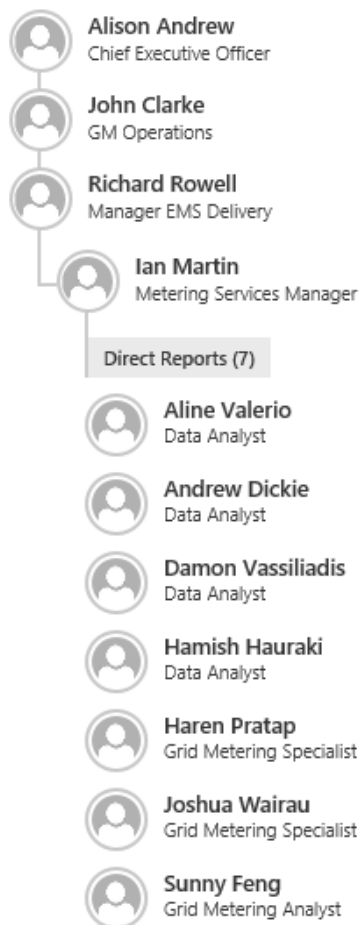 Alison Andrew
Chief Executive Officer
John Clarke
GM Operations
Richard Rowell
Manager EMS Delivery
Ian Martin
Metering Services Manager
Direct Reports (7)
Aline Valerio
Data Analyst
Andrew Dickie
Data Analyst
Damon Vassiliadis
Data Analyst
Hamish Hauraki
Data Analyst
Haren Pratap
Grid Metering Specialist
Joshua Wairau
Grid Metering Specialist
Sunny Feng
Grid Metering Analyst